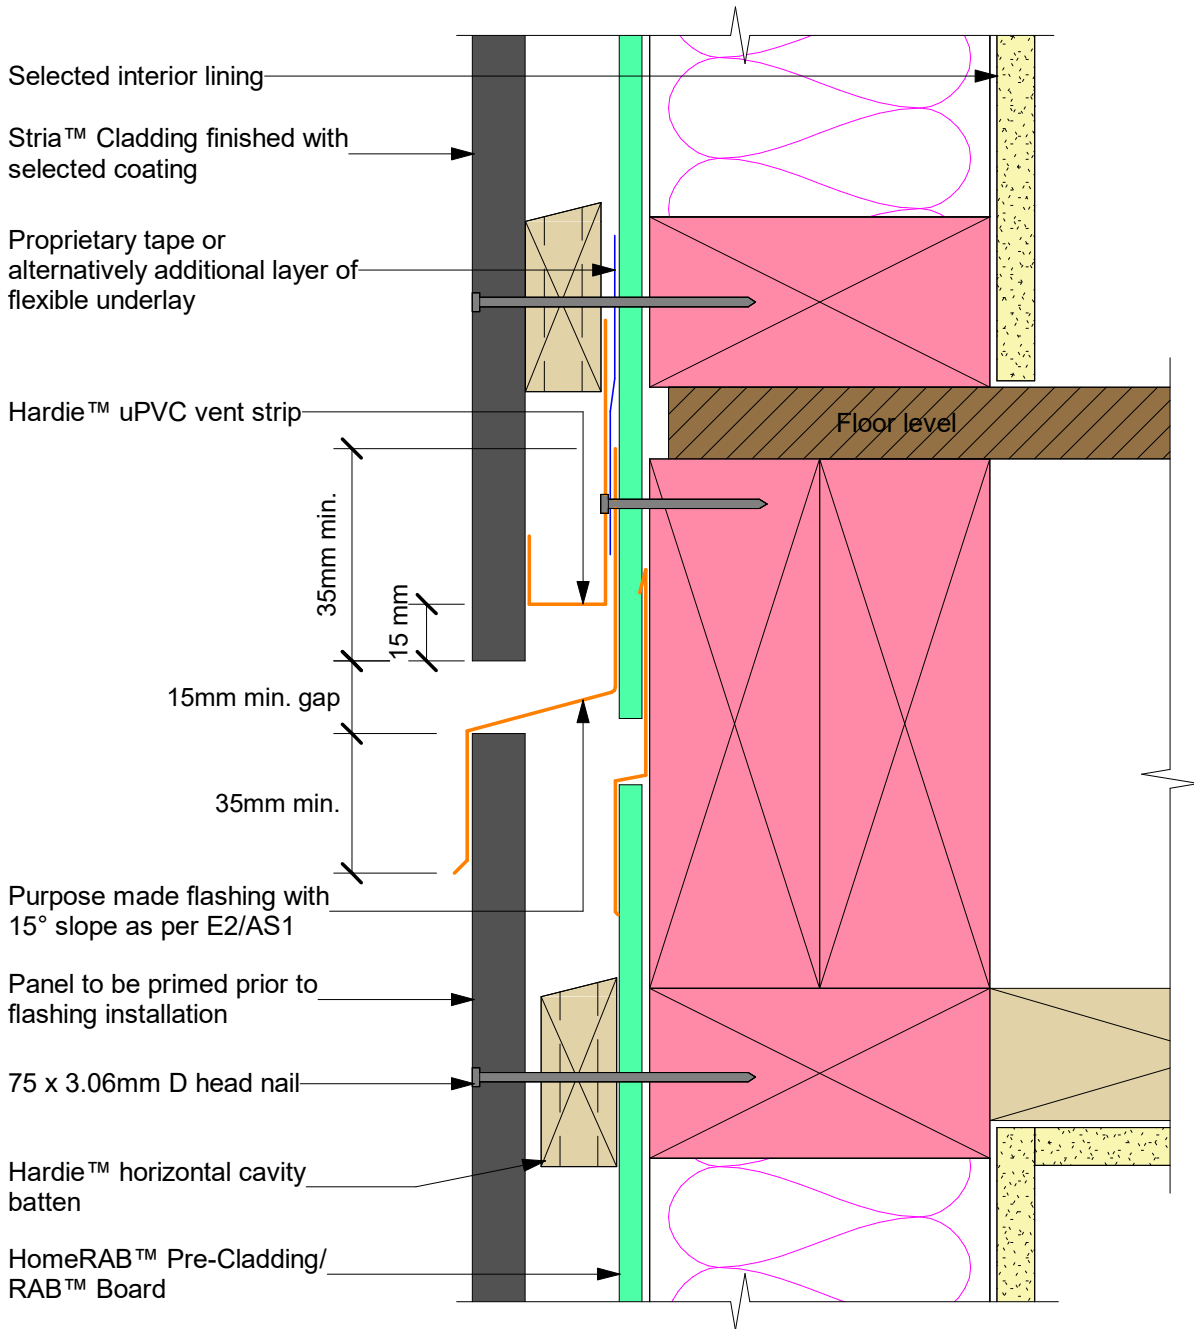 Selected interior lining
Stria™ Cladding finished with
selected coating
Proprietary tape or
alternatively additional layer of
flexible underlay
Hardie™ uPVC vent strip
Floor level
35mm min.
15 mm
15mm min. gap
35mm min.
Purpose made flashing with
15° slope as per E2/AS1
Panel to be primed prior to
flashing installation
75 x 3.06mm D head nail
Hardie™ horizontal cavity
batten
HomeRAB™ Pre-Cladding/
RAB™ Board